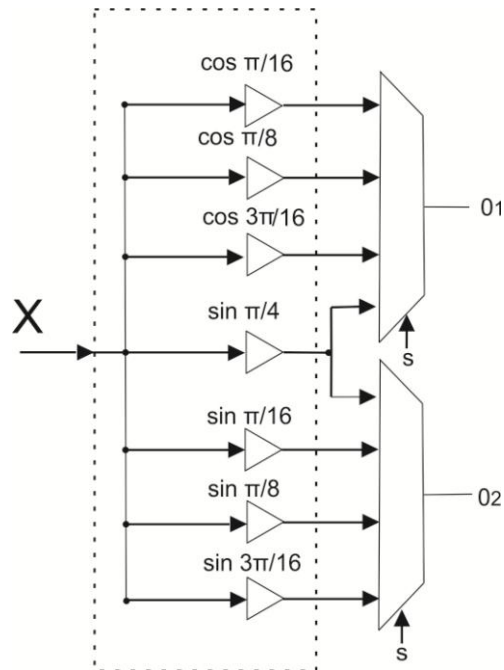 cos π/16
cos π/8
cos 3π/16
01
X
sin π/4
s
sin π/16
sin π/8
02
sin 3π/16
s